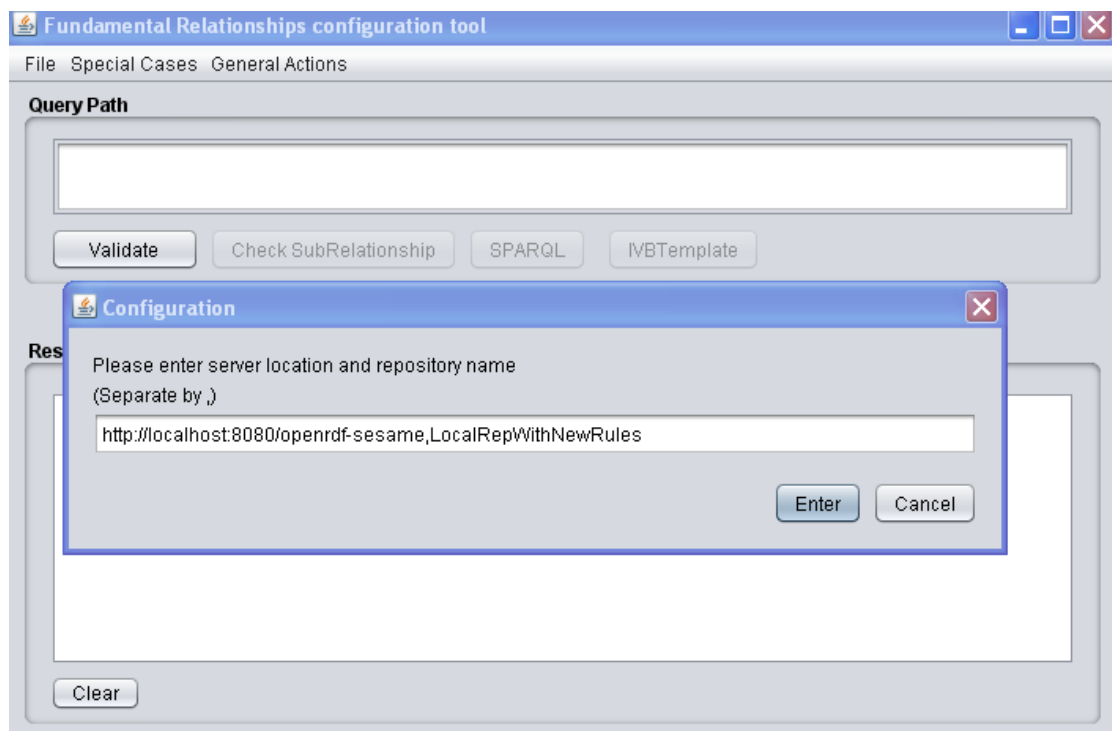 Fundamental Relationships configuration tool
File Special Cases General Actions
Query Path
Validate Check SubRelationship SPARQL IVBTemplate
Configuration
Res
Please enter server location and repository name
(Separate by ,)
http://localhost:8080/openrdf-sesame,LocalRepWithNewRules
Enter Cancel
Clear